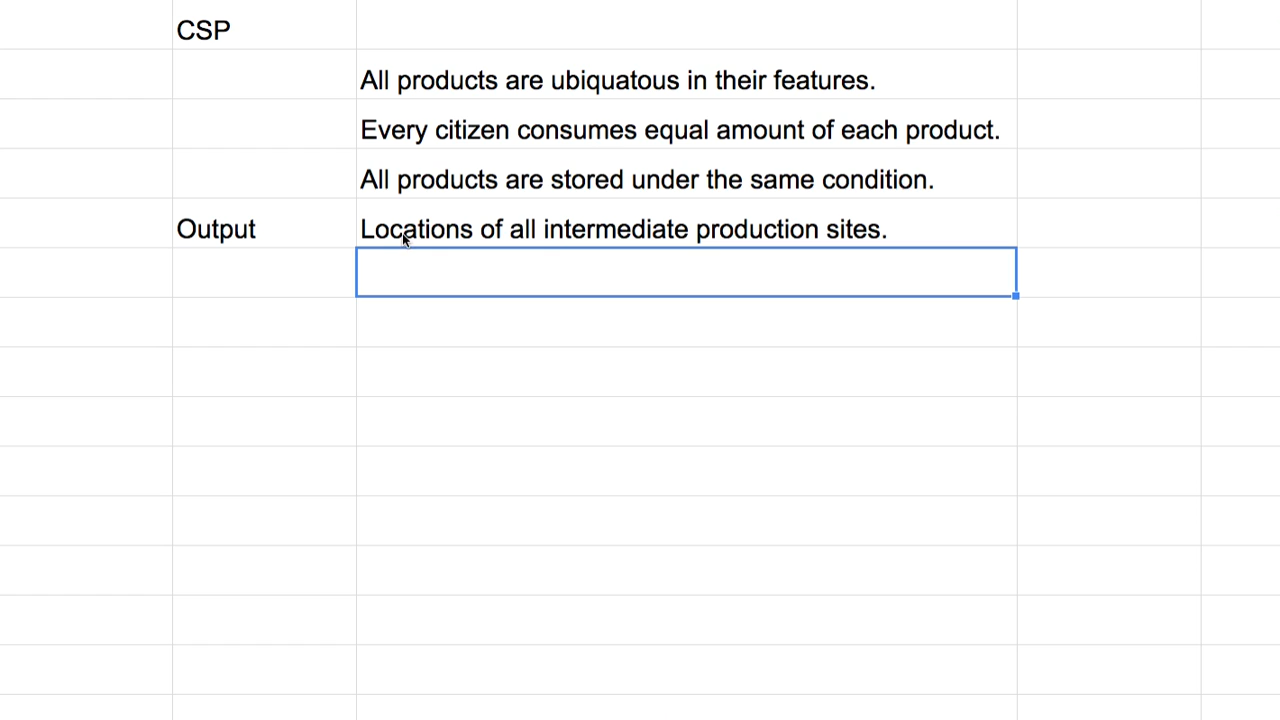 CSP
All products are ubiquatous in their features.
Every citizen consumes equal amount of each product.
All products are stored under the same condition.
Output Locations of all intermediate production sites.